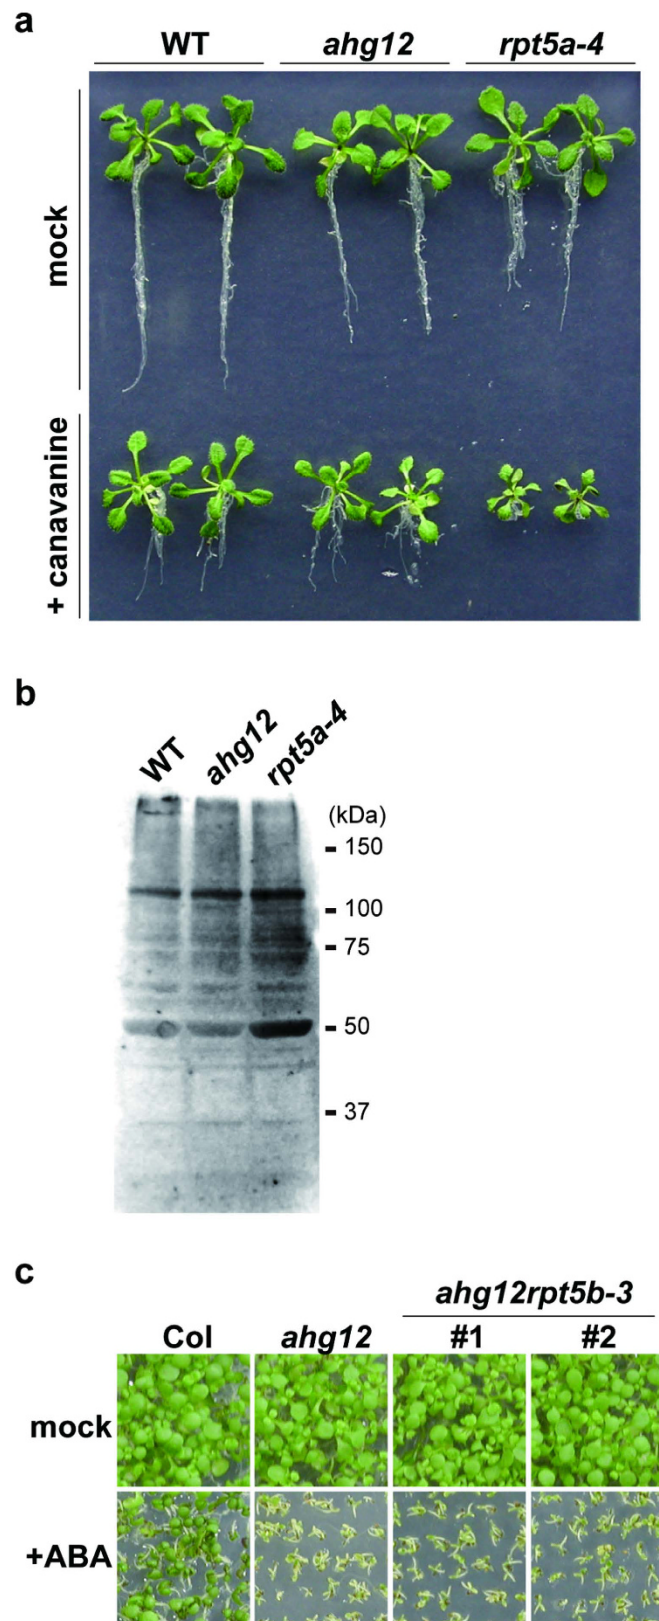 a
WT ahg12 rpt5a-4
mock
+ canavanine
b
WT ahg12 rpt5a-4
(kDa)
150
100
75
50
37
c
ahg12rpt5b-3
Col ahg12 #1 #2
mock
+ABA